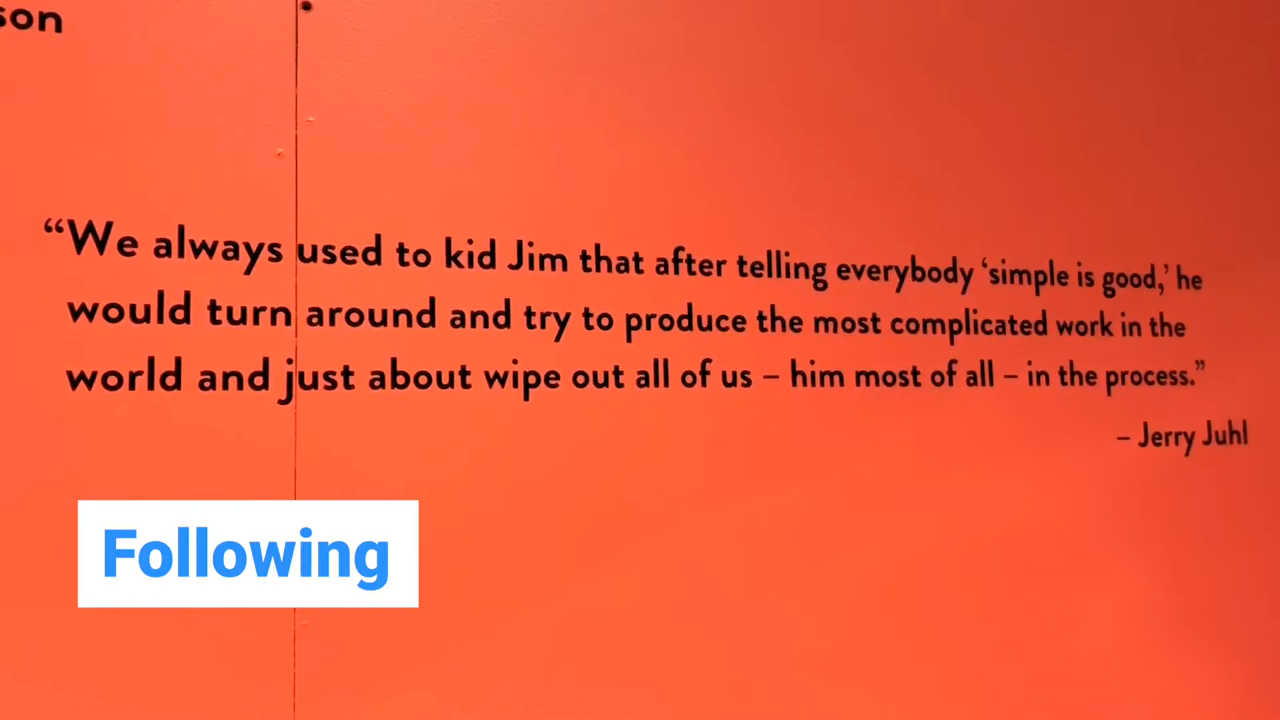 son
“We always used to kid Jim that after telling everybody ‘simple is good,’ he
would turn around and try to produce the most complicated work in the
world and just about wipe out all of us – him most of all – in the process.”
– Jerry Juhl
Following